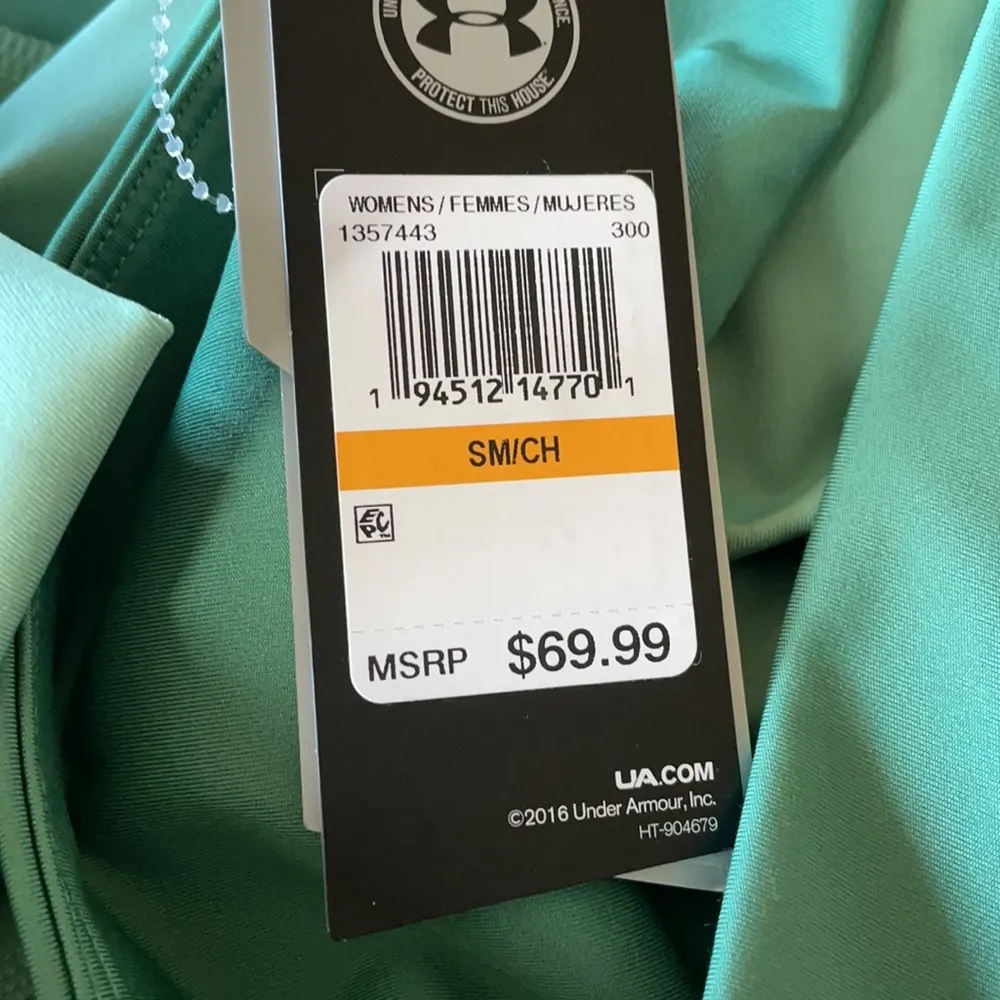 PROTECT THIS HOUSE.
WOMENS/FEMMES/MUJERES
1357443 300
1 94512 14770 1
SM/CH
EPC™
MSRP $69.99
UA.COM
©2016 Under Armour, Inc.
HT-904679